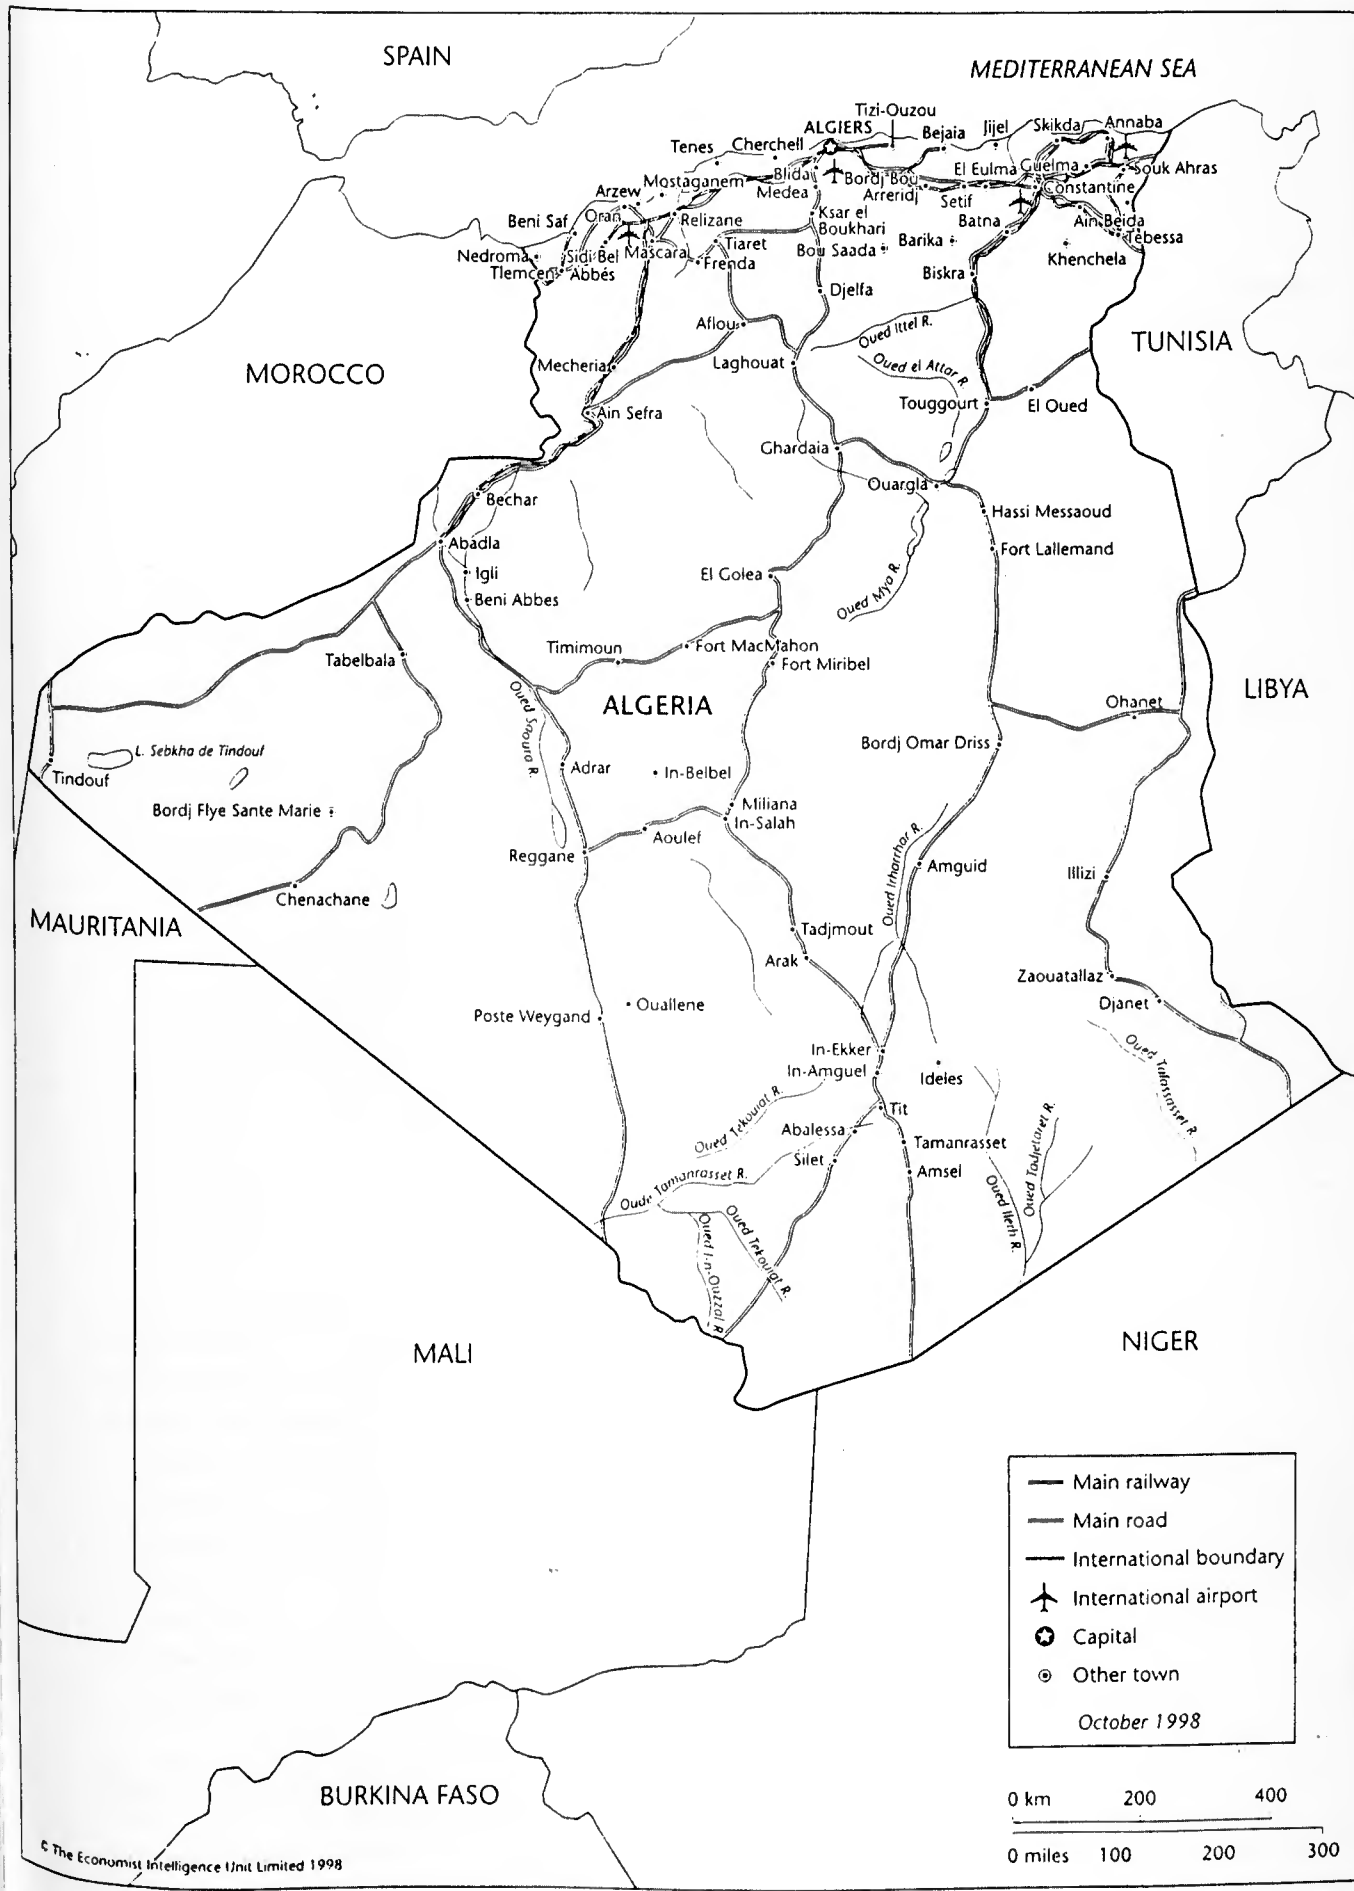 SPAIN
MEDITERRANEAN SEA
Tizi-Ouzou
ALGIERS
Bejaia
Jijel
Skikda
Annaba
Tenes
Cherchell
Blida
Medea
Bordj Bou
Arreridj
El Eulma
Setif
Guelma
Souk Ahras
Constantine
Mostaganem
Arzew
Oran
Relizane
Ksar el
Boukhari
Batna
Ain Beida
Tebessa
Beni Saf
Nedroma
Tlemcen
Sidi Bel
Abbés
Mascara
Tiaret
Frenda
Bou Saada
Barika
Khenchela
Biskra
Djelfa
Aflou
Oued Ittel R.
TUNISIA
MOROCCO
Mecheria
Laghouat
Oued el Attar R.
Touggourt
El Oued
Ain Sefra
Ghardaia
Ouargla
Bechar
Hassi Messaoud
Abadla
Fort Lallemand
Igli
El Golea
Oued Mya R.
Beni Abbes
Timimoun
Fort MacMahon
Fort Miribel
Tabelbala
ALGERIA
LIBYA
Oued Saoura R.
Ohanet
L. Sebkha de Tindouf
Bordj Omar Driss
Tindouf
Adrar
In-Belbel
Bordj Flye Sante Marie
Miliana
In-Salah
Aoulef
Reggane
Oued Irharrhar R.
Amguid
Illizi
Chenachane
MAURITANIA
Tadjmout
Arak
Zaouatallaz
Djanet
Ouallene
Poste Weygand
In-Ekker
In-Amguel
Ideles
Oued Tafassasset R.
Oued Tekouiat R.
Tit
Abalessa
Oued Tadjetaret R.
Tamanrasset
Silet
Amsel
Oude Tamanrasset R.
Oued Ilerh R.
Oued I-n-Ouzzal R.
Oued Tekouiat R.
MALI
NIGER
Main railway
Main road
International boundary
International airport
Capital
Other town
October 1998
BURKINA FASO
0 km 200 400
0 miles 100 200 300
© The Economist Intelligence Unit Limited 1998